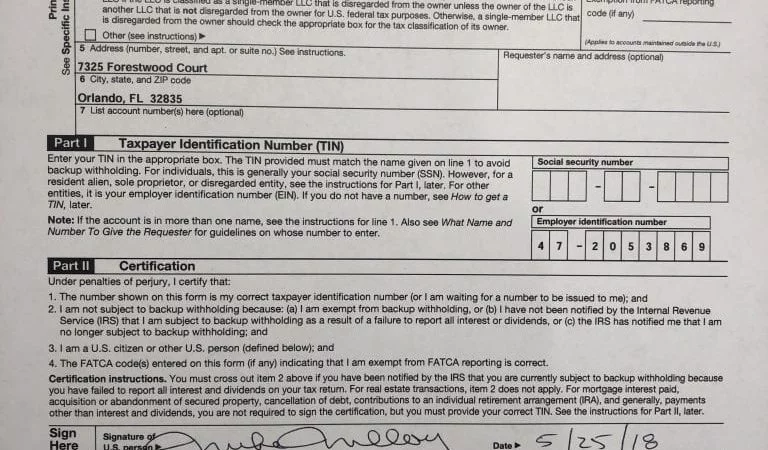 is classified as a single-member LLC that is disregarded from the owner unless the owner of the LLC is
another LLC that is not disregarded from the owner for U.S. federal tax purposes. Otherwise, a single-member LLC that
is disregarded from the owner should check the appropriate box for the tax classification of its owner.
Other (see instructions) ▶
Exemption from FATCA reporting
code (if any)
(Applies to accounts maintained outside the U.S.)
See Specific
5 Address (number, street, and apt. or suite no.) See instructions.
7325 Forestwood Court
Requester's name and address (optional)
6 City, state, and ZIP code
Orlando, FL 32835
7 List account number(s) here (optional)
Part I Taxpayer Identification Number (TIN)
Enter your TIN in the appropriate box. The TIN provided must match the name given on line 1 to avoid
backup withholding. For individuals, this is generally your social security number (SSN). However, for a
resident alien, sole proprietor, or disregarded entity, see the instructions for Part I, later. For other
entities, it is your employer identification number (EIN). If you do not have a number, see How to get a
TIN, later.
Note: If the account is in more than one name, see the instructions for line 1. Also see What Name and
Number To Give the Requester for guidelines on whose number to enter.
Social security number
– –
or
Employer identification number
4 7 – 2 0 5 3 8 6 9
Part II Certification
Under penalties of perjury, I certify that:
1. The number shown on this form is my correct taxpayer identification number (or I am waiting for a number to be issued to me); and
2. I am not subject to backup withholding because: (a) I am exempt from backup withholding, or (b) I have not been notified by the Internal Revenue
Service (IRS) that I am subject to backup withholding as a result of a failure to report all interest or dividends, or (c) the IRS has notified me that I am
no longer subject to backup withholding; and
3. I am a U.S. citizen or other U.S. person (defined below); and
4. The FATCA code(s) entered on this form (if any) indicating that I am exempt from FATCA reporting is correct.
Certification instructions. You must cross out item 2 above if you have been notified by the IRS that you are currently subject to backup withholding because
you have failed to report all interest and dividends on your tax return. For real estate transactions, item 2 does not apply. For mortgage interest paid,
acquisition or abandonment of secured property, cancellation of debt, contributions to an individual retirement arrangement (IRA), and generally, payments
other than interest and dividends, you are not required to sign the certification, but you must provide your correct TIN. See the instructions for Part II, later.
Sign
Here
Signature of
U.S. person ▶
Date ▶ 5/25/18